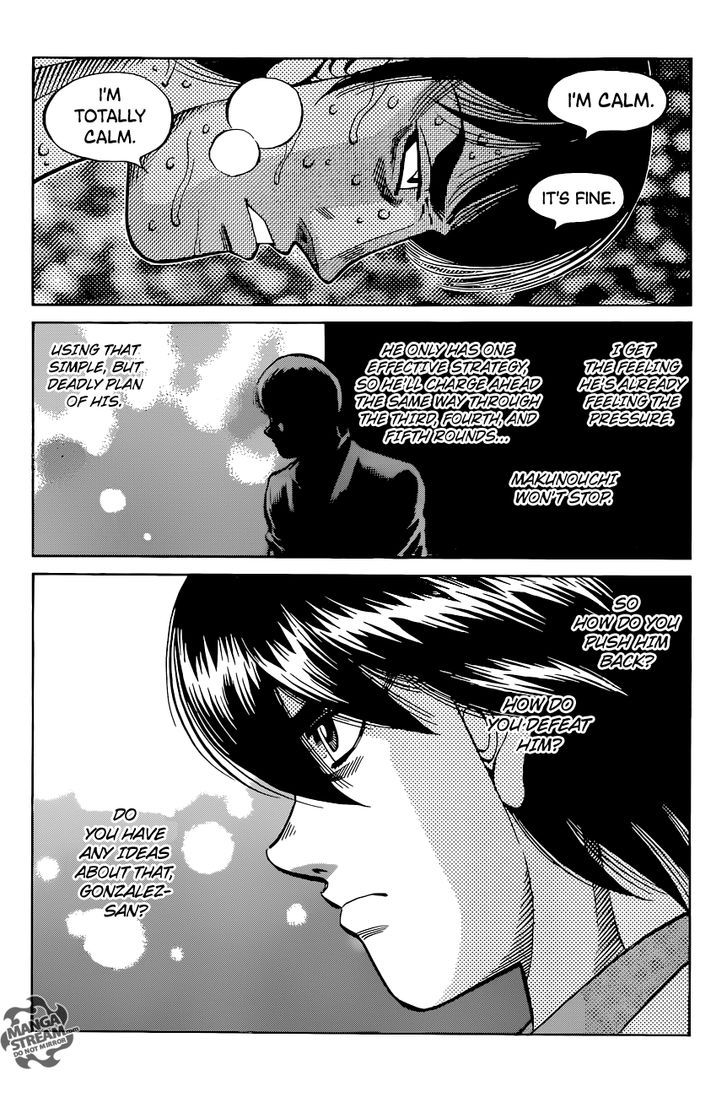 I'M CALM.
IT'S FINE.
I'M
TOTALLY
CALM.
I GET
THE FEELING
HE'S ALREADY
FEELING THE
PRESSURE.
MAKUNOUCHI
WON'T STOP.
HE ONLY HAS ONE
EFFECTIVE STRATEGY,
SO HE'LL CHARGE AHEAD
THE SAME WAY THROUGH
THE THIRD, FOURTH, AND
FIFTH ROUNDS...
USING THAT
SIMPLE, BUT
DEADLY PLAN
OF HIS.
SO
HOW DO YOU
PUSH HIM
BACK?
HOW DO
YOU DEFEAT
HIM?
DO
YOU HAVE
ANY IDEAS
ABOUT THAT,
GONZALEZ-
SAN?
MANGA
STREAM.com
DO NOT MIRROR